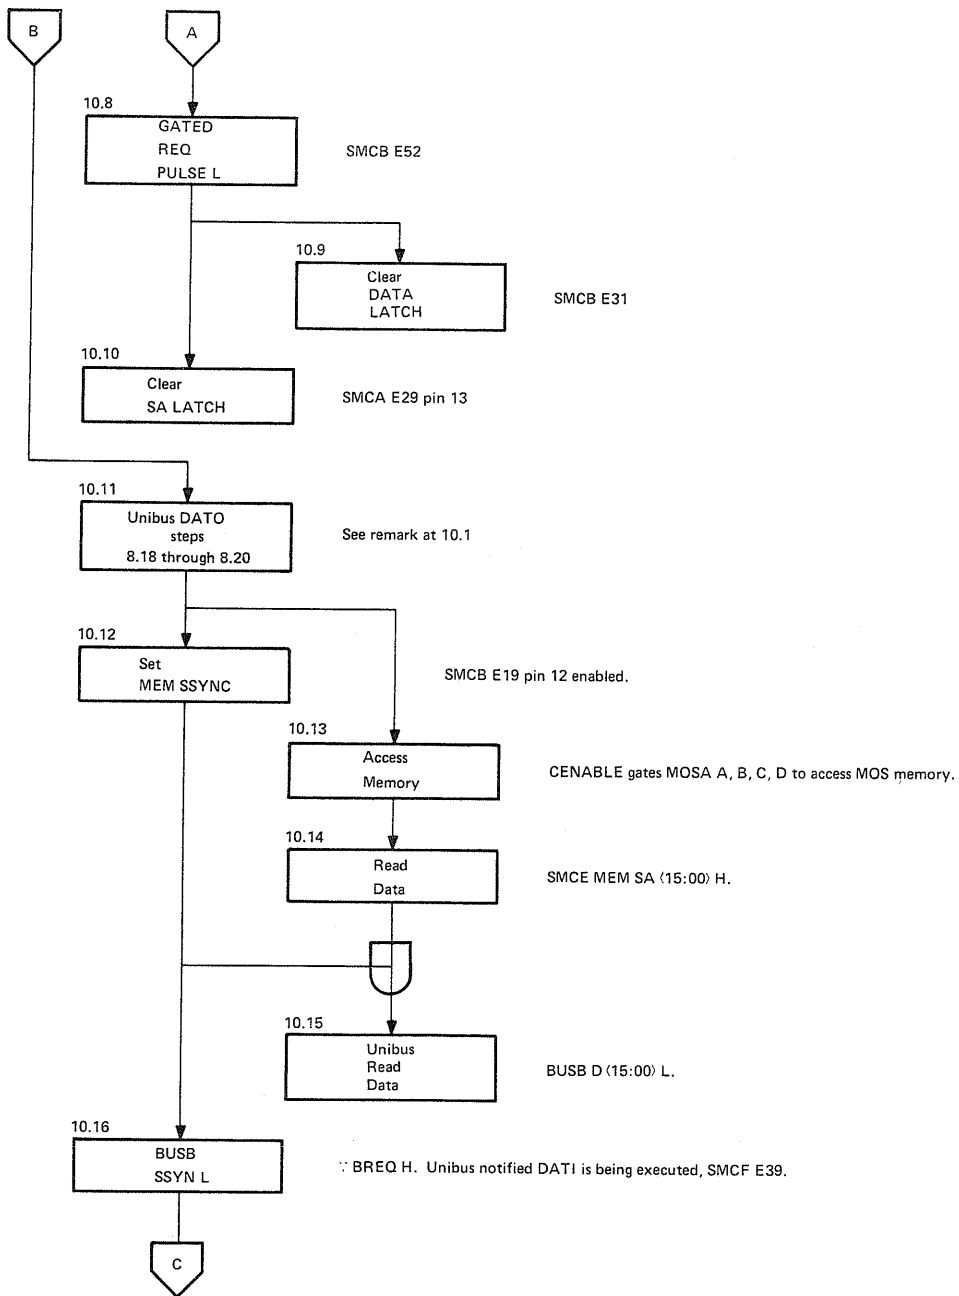 B
A
10.8
GATED
REQ
PULSE L
SMCB E52
10.9
Clear
DATA
LATCH
SMCB E31
10.10
Clear
SA LATCH
SMCA E29 pin 13
10.11
Unibus DATO
steps
8.18 through 8.20
See remark at 10.1
10.12
Set
MEM SSYNC
SMCB E19 pin 12 enabled.
10.13
Access
Memory
CENABLE gates MOSA A, B, C, D to access MOS memory.
10.14
Read
Data
SMCE MEM SA ⟨15:00⟩ H.
10.15
Unibus
Read
Data
BUSB D ⟨15:00⟩ L.
10.16
BUSB
SSYN L
∵ BREQ H. Unibus notified DATI is being executed, SMCF E39.
C